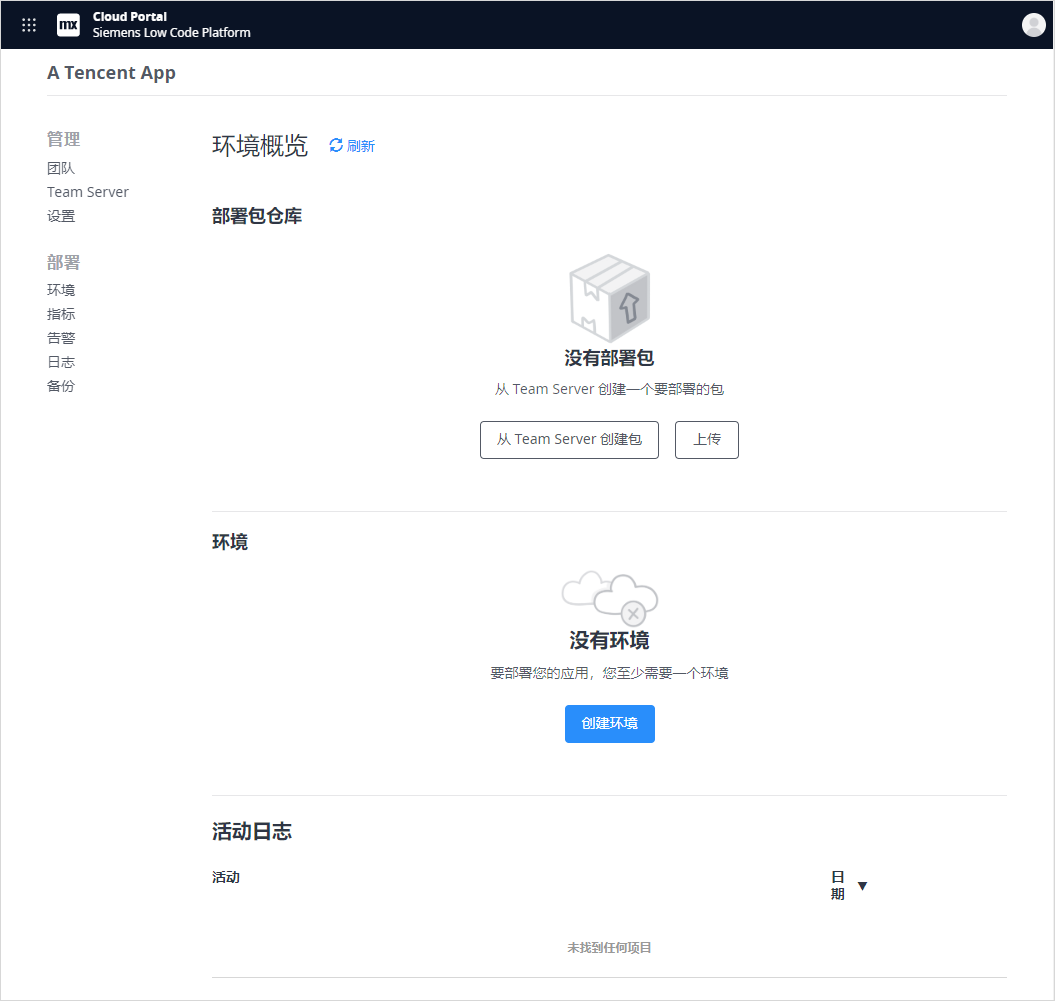 mx
Cloud Portal
Siemens Low Code Platform
A Tencent App
管理
团队
Team Server
设置
部署
环境
指标
告警
日志
备份
环境概览
刷新
部署包仓库
没有部署包
从 Team Server 创建一个要部署的包
从 Team Server 创建包
上传
环境
没有环境
要部署您的应用，您至少需要一个环境
创建环境
活动日志
活动
日
期
未找到任何项目